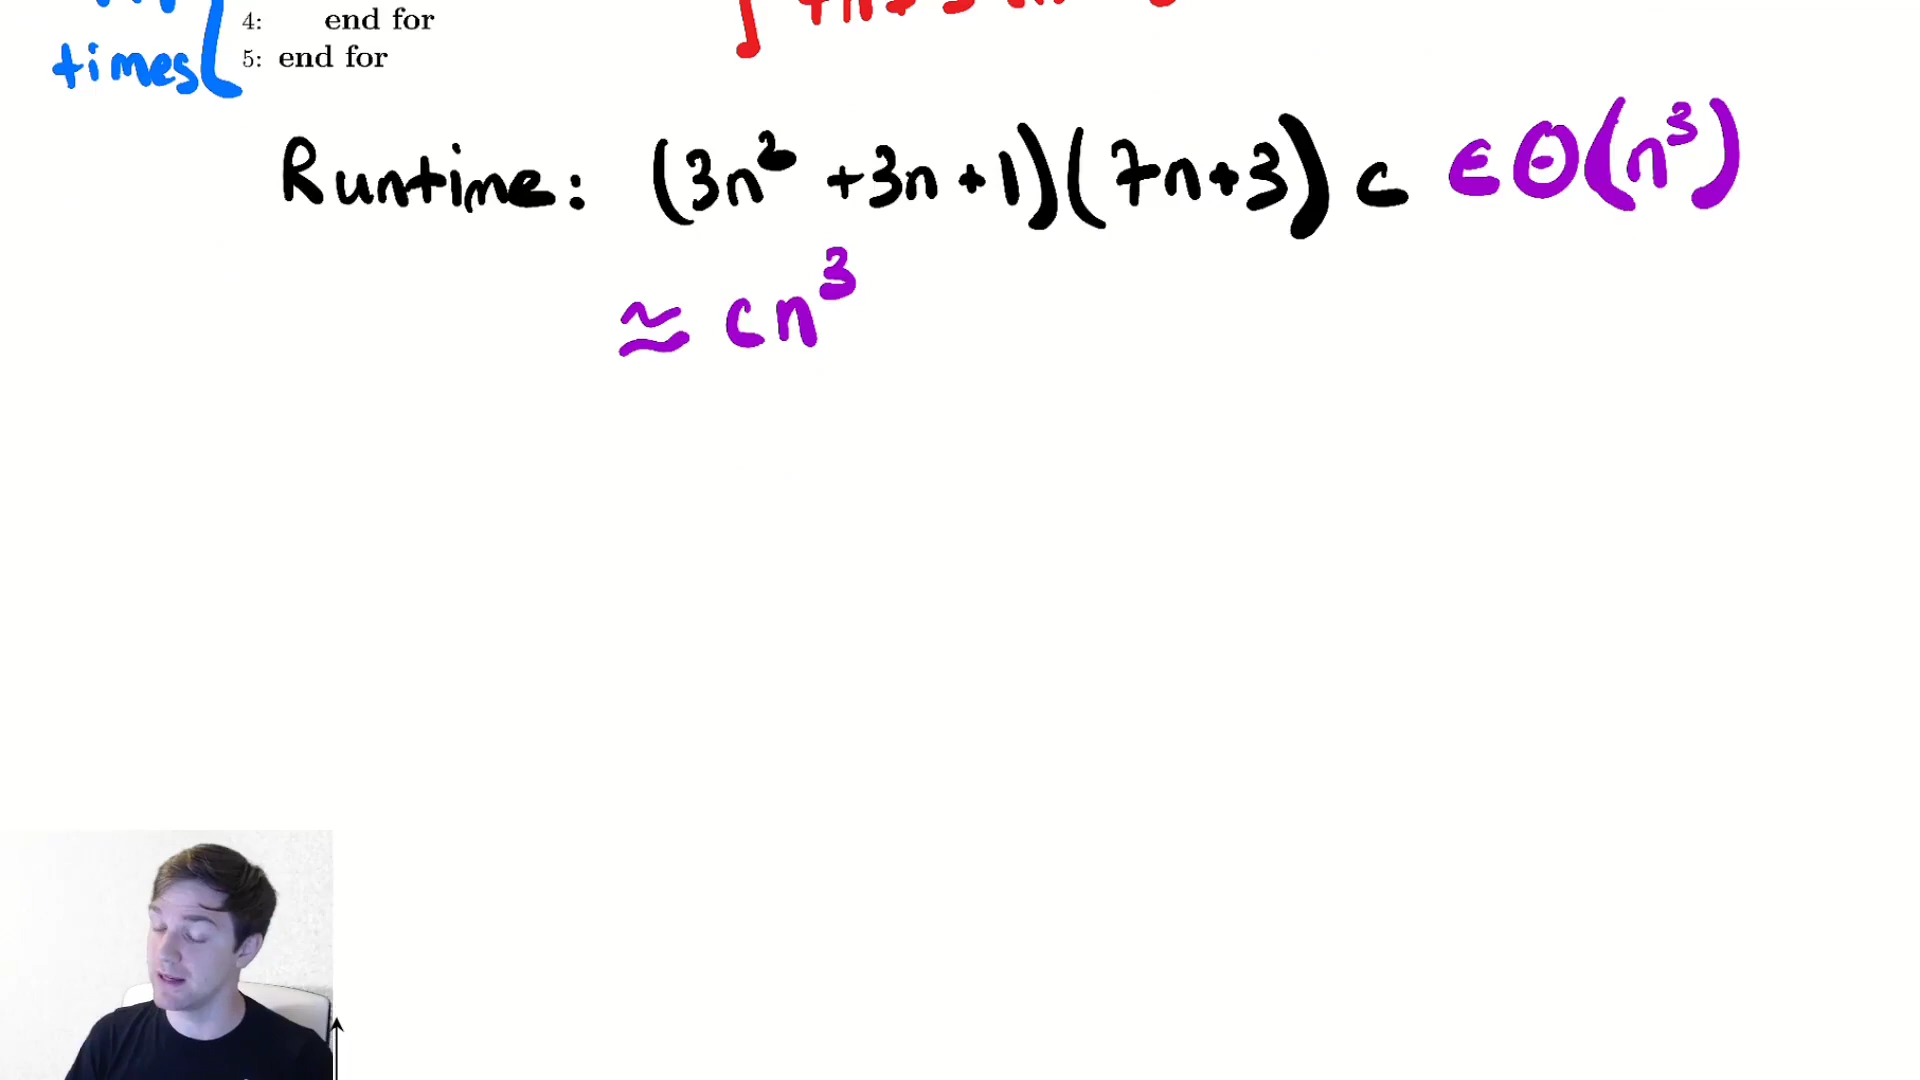 4: end for
times 5: end for
Runtime: (3n² +3n+1)(7n+3) c ∈ Θ(n³)
≈ cn³